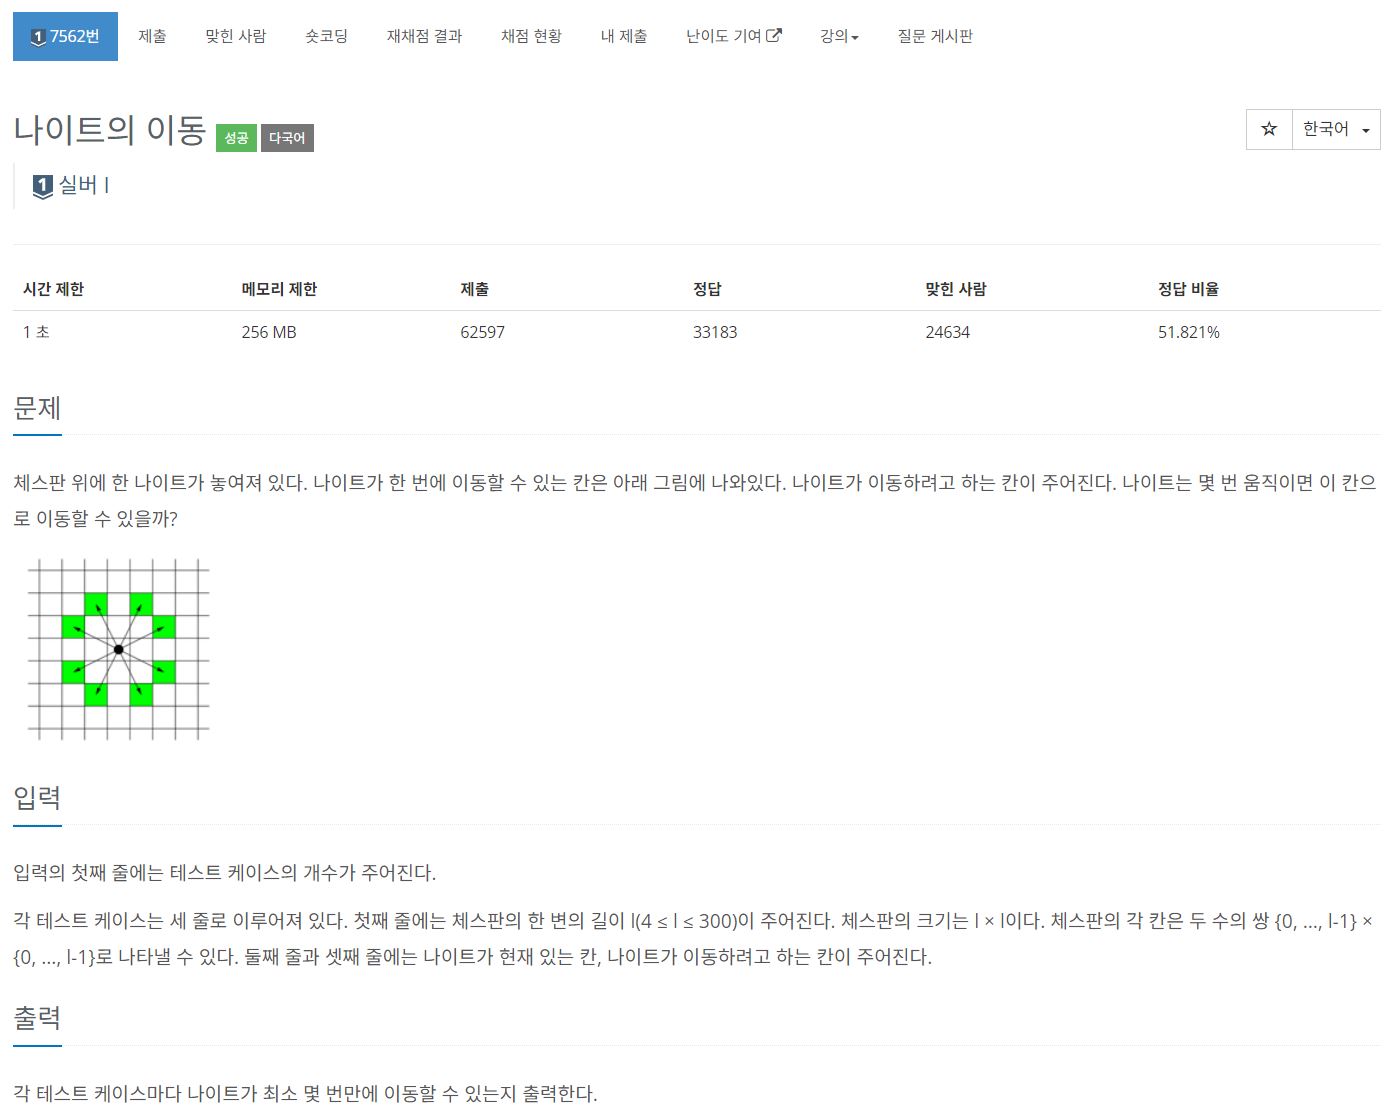 1 7562번 제출 맞힌 사람 숏코딩 재채점 결과 채점 현황 내 제출 난이도 기여 강의 질문 게시판
나이트의 이동 성공 다국어 한국어
1 실버 I
시간 제한 메모리 제한 제출 정답 맞힌 사람 정답 비율
1 초 256 MB 62597 33183 24634 51.821%
문제
체스판 위에 한 나이트가 놓여져 있다. 나이트가 한 번에 이동할 수 있는 칸은 아래 그림에 나와있다. 나이트가 이동하려고 하는 칸이 주어진다. 나이트는 몇 번 움직이면 이 칸으
로 이동할 수 있을까?
입력
입력의 첫째 줄에는 테스트 케이스의 개수가 주어진다.
각 테스트 케이스는 세 줄로 이루어져 있다. 첫째 줄에는 체스판의 한 변의 길이 l(4 ≤ l ≤ 300)이 주어진다. 체스판의 크기는 l × l이다. 체스판의 각 칸은 두 수의 쌍 {0, ..., l-1} ×
{0, ..., l-1}로 나타낼 수 있다. 둘째 줄과 셋째 줄에는 나이트가 현재 있는 칸, 나이트가 이동하려고 하는 칸이 주어진다.
출력
각 테스트 케이스마다 나이트가 최소 몇 번만에 이동할 수 있는지 출력한다.